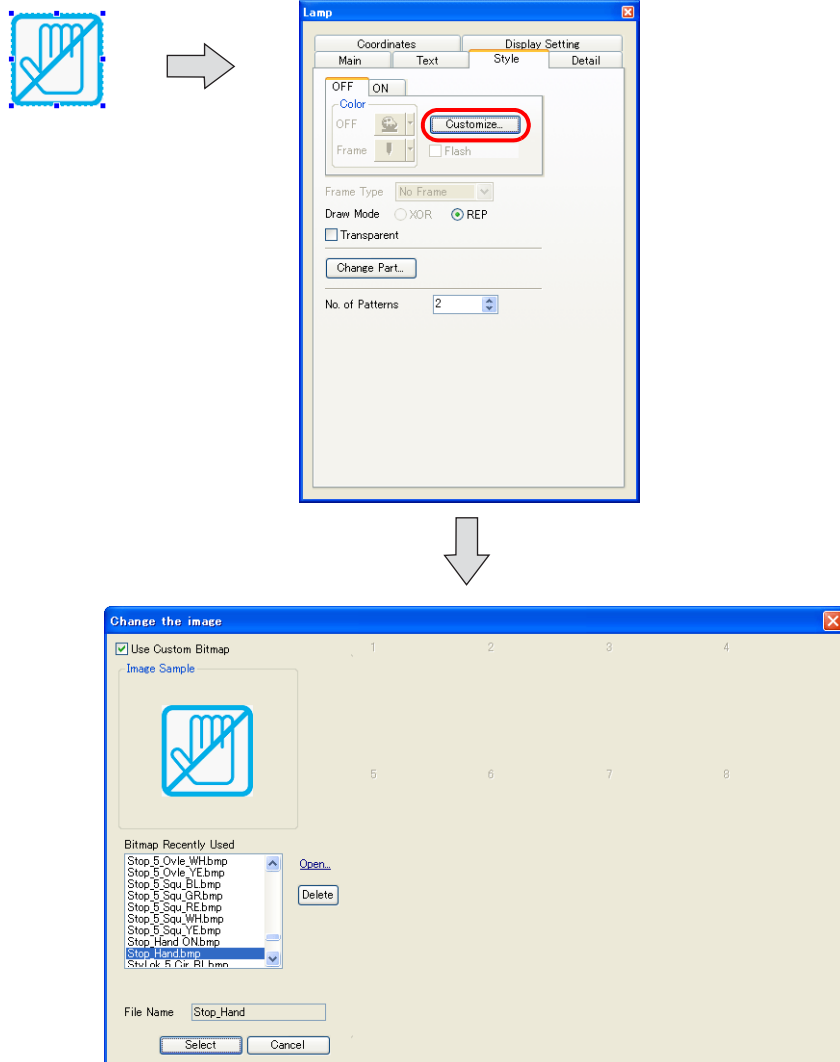 Lamp
Coordinates Display Setting
Main Text Style Detail
OFF ON
Color
OFF Customize...
Frame Flash
Frame Type No Frame
Draw Mode XOR REP
Transparent
Change Part...
No. of Patterns 2
Change the image
Use Custom Bitmap 1 2 3 4
Image Sample
5 6 7 8
Bitmap Recently Used
Stop_5_Ovle_WH.bmp
Open...
Stop_5_Ovle_YE.bmp
Stop_5_Squ_BL.bmp
Stop_5_Squ_GR.bmp
Delete
Stop_5_Squ_RE.bmp
Stop_5_Squ_WH.bmp
Stop_5_Squ_YE.bmp
Stop_Hand ON.bmp
Stop_Hand.bmp
StyLok_5_Cir_BL.bmp
File Name Stop_Hand
Select Cancel